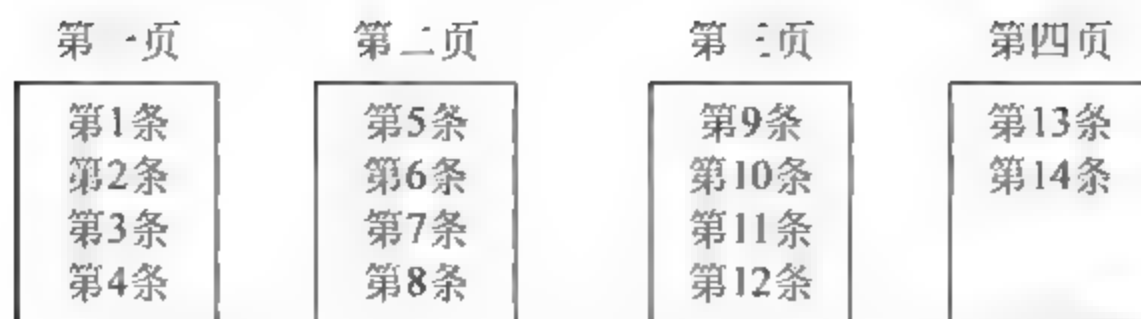 第一页 第二页 第三页 第四页
第1条 第5条 第9条 第13条
第2条 第6条 第10条 第14条
第3条 第7条 第11条
第4条 第8条 第12条